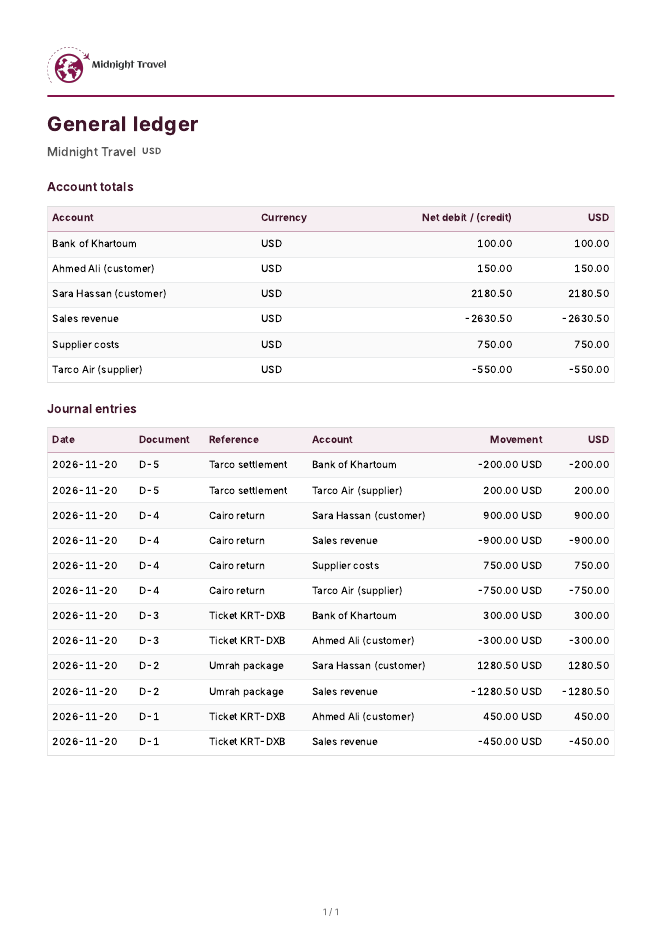 Midnight Travel
General ledger
Midnight Travel USD
Account totals
Account Currency Net debit / (credit) USD
Bank of Khartoum USD 100.00 100.00
Ahmed Ali (customer) USD 150.00 150.00
Sara Hassan (customer) USD 2180.50 2180.50
Sales revenue USD -2630.50 -2630.50
Supplier costs USD 750.00 750.00
Tarco Air (supplier) USD -550.00 -550.00
Journal entries
Date Document Reference Account Movement USD
2026-11-20 D-5 Tarco settlement Bank of Khartoum -200.00 USD -200.00
2026-11-20 D-5 Tarco settlement Tarco Air (supplier) 200.00 USD 200.00
2026-11-20 D-4 Cairo return Sara Hassan (customer) 900.00 USD 900.00
2026-11-20 D-4 Cairo return Sales revenue -900.00 USD -900.00
2026-11-20 D-4 Cairo return Supplier costs 750.00 USD 750.00
2026-11-20 D-4 Cairo return Tarco Air (supplier) -750.00 USD -750.00
2026-11-20 D-3 Ticket KRT-DXB Bank of Khartoum 300.00 USD 300.00
2026-11-20 D-3 Ticket KRT-DXB Ahmed Ali (customer) -300.00 USD -300.00
2026-11-20 D-2 Umrah package Sara Hassan (customer) 1280.50 USD 1280.50
2026-11-20 D-2 Umrah package Sales revenue -1280.50 USD -1280.50
2026-11-20 D-1 Ticket KRT-DXB Ahmed Ali (customer) 450.00 USD 450.00
2026-11-20 D-1 Ticket KRT-DXB Sales revenue -450.00 USD -450.00
1 / 1